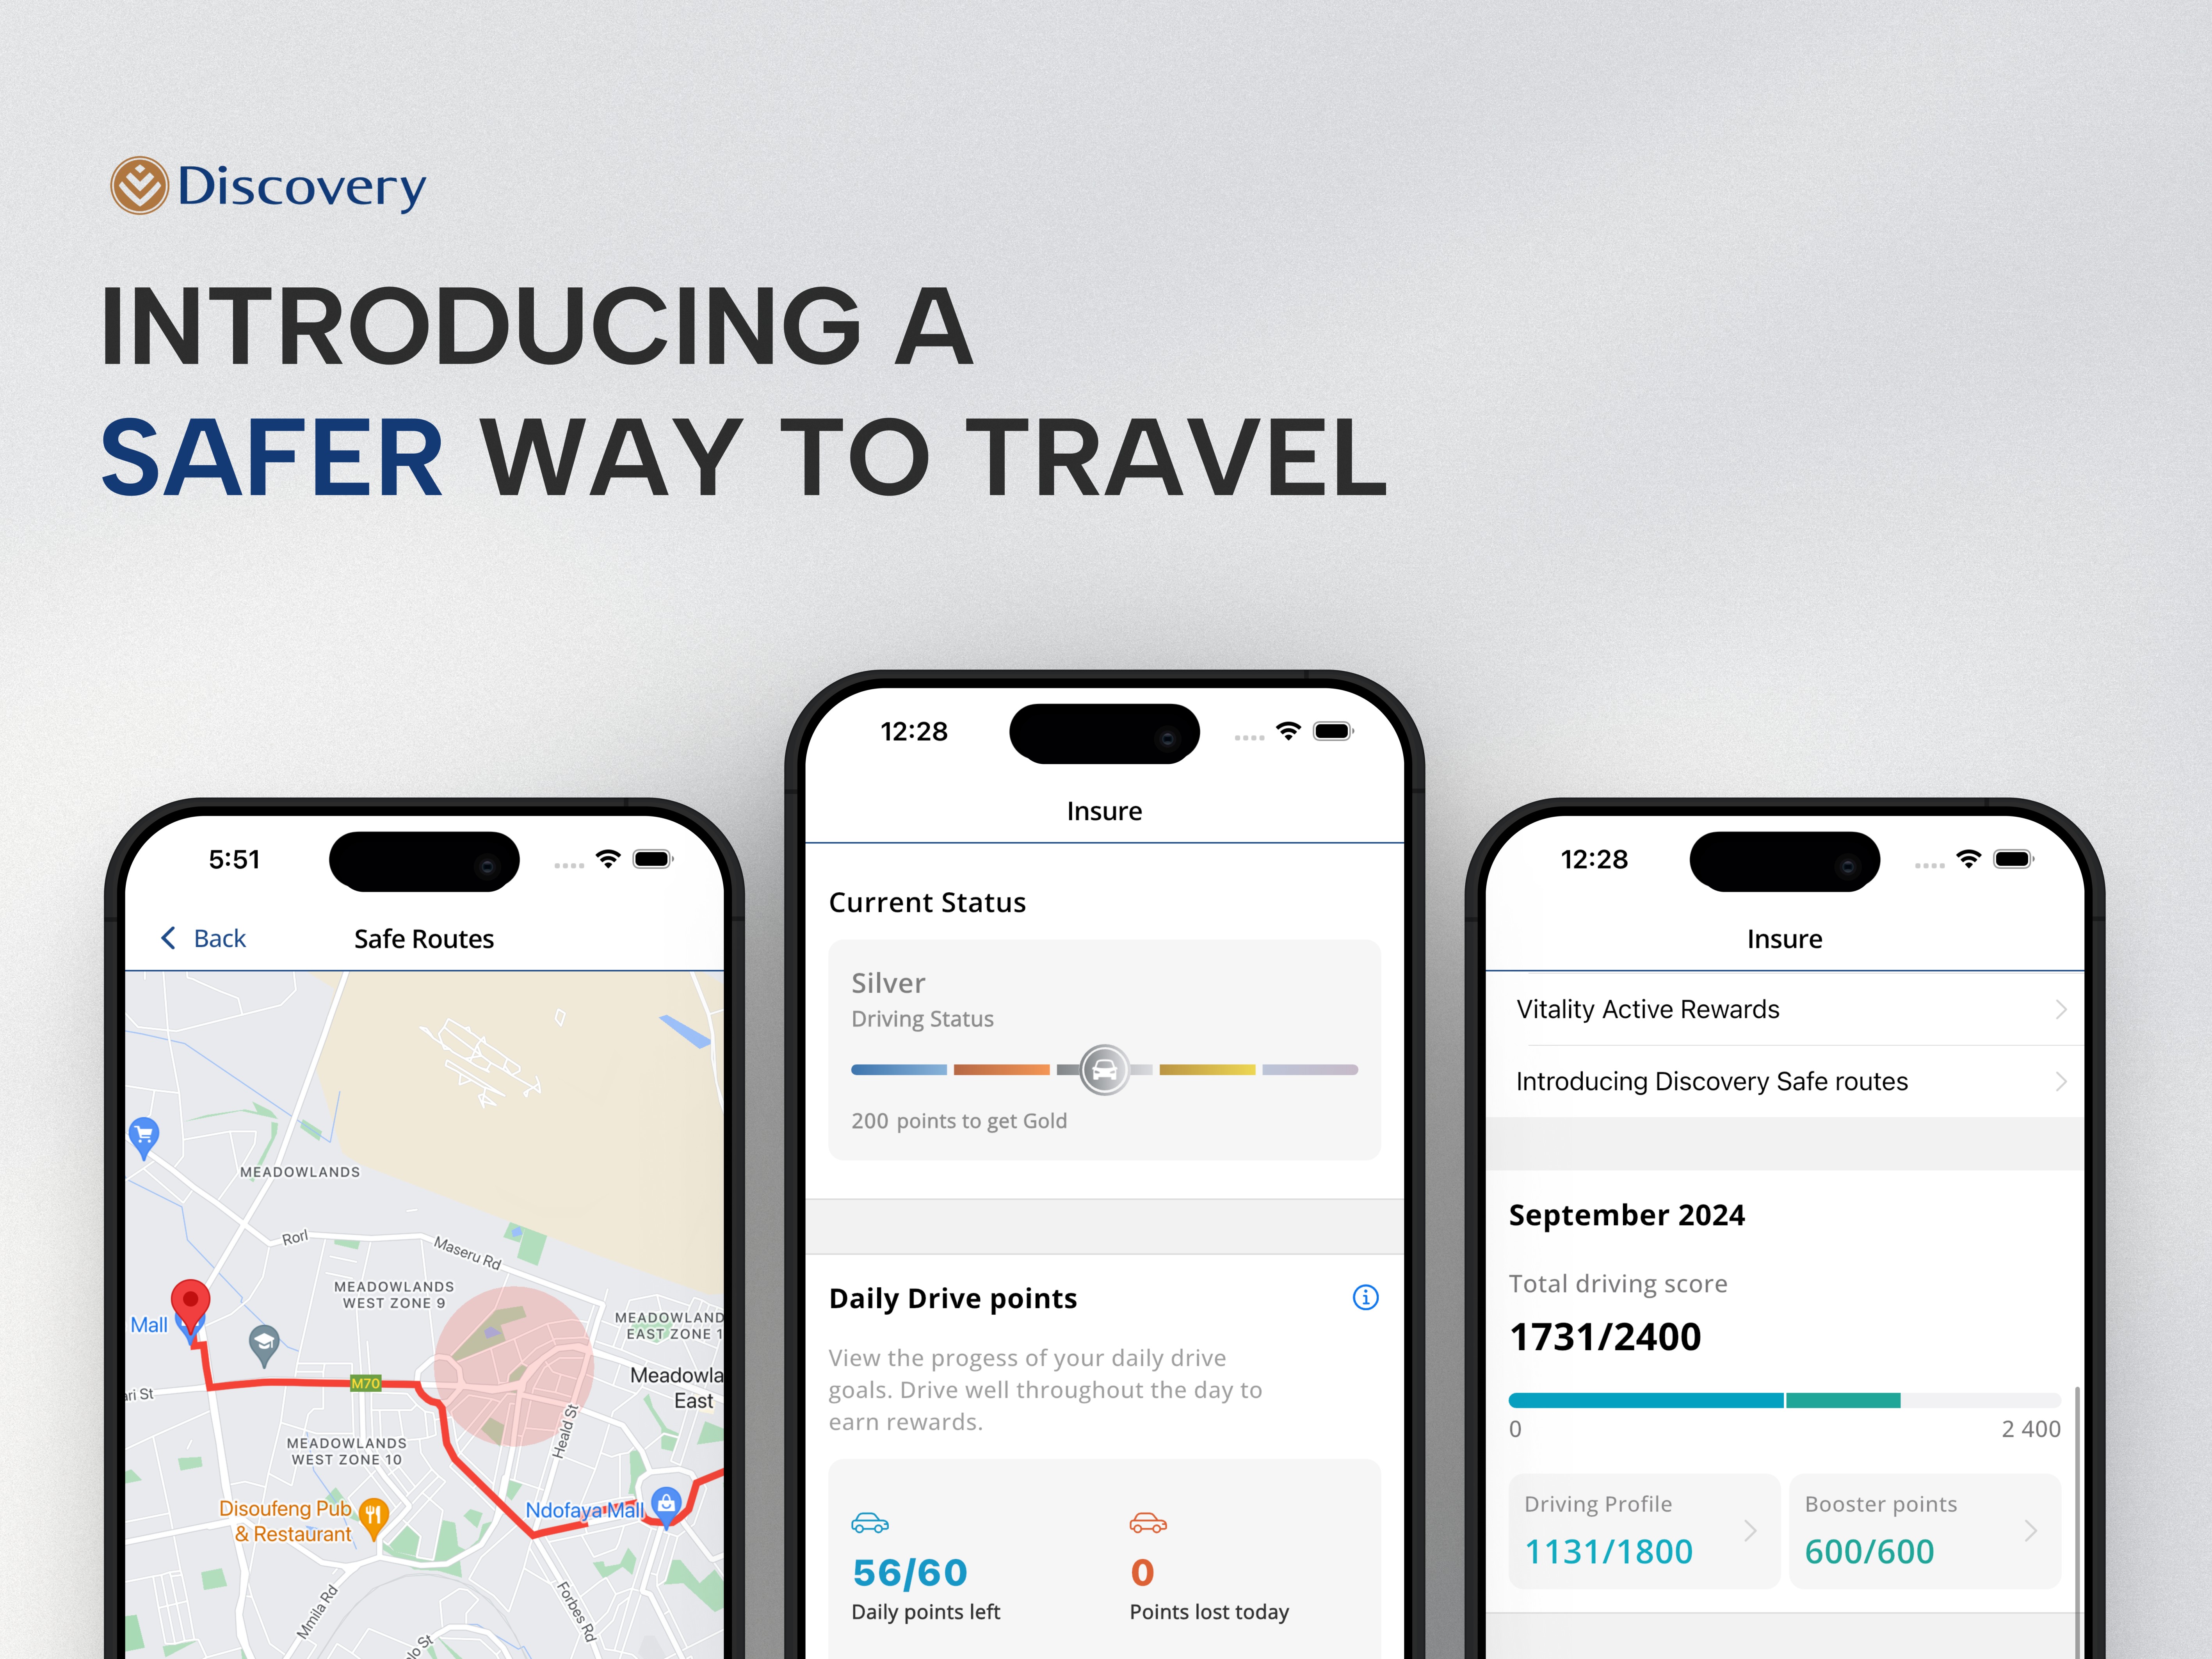 Discovery
INTRODUCING A
SAFER WAY TO TRAVEL
5:51
Back
Safe Routes
MEADOWLANDS
Rorl
Maseru Rd
MEADOWLANDS
WEST ZONE 9
MEADOWLAND
EAST ZONE 1
Mall
Meadowla
East
M70
ari St
Heald St
MEADOWLANDS
WEST ZONE 10
Disoufeng Pub
& Restaurant
Ndofaya Mall
Mmila Rd
Forbes Rd
olo St
12:28
Insure
Current Status
Silver
Driving Status
200 points to get Gold
Daily Drive points
View the progess of your daily drive
goals. Drive well throughout the day to
earn rewards.
56/60
Daily points left
0
Points lost today
12:28
Insure
Vitality Active Rewards
Introducing Discovery Safe routes
September 2024
Total driving score
1731/2400
0
2 400
Driving Profile
1131/1800
Booster points
600/600